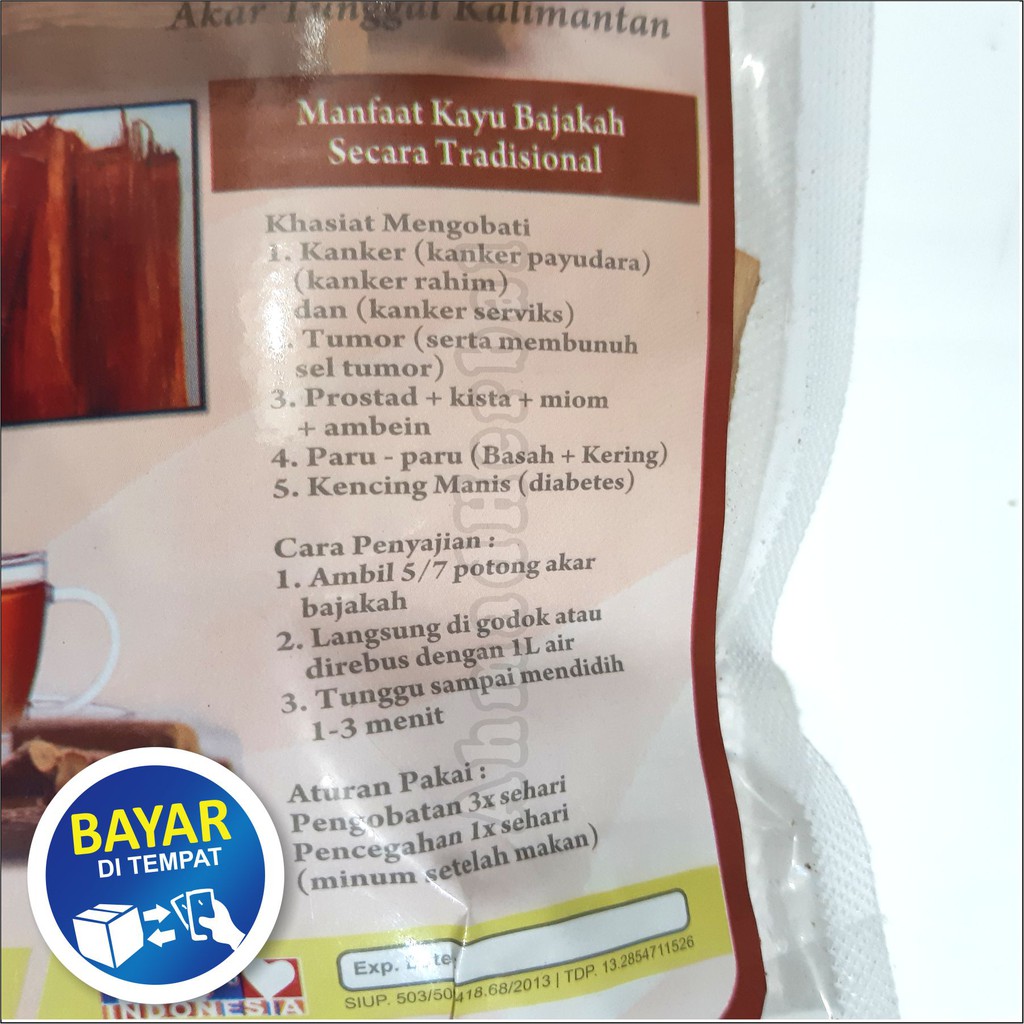 Akar Tunggal Kalimantan
Manfaat Kayu Bajakah
Secara Tradisional
Khasiat Mengobati
1. Kanker (kanker payudara)
(kanker rahim)
dan (kanker serviks)
. Tumor (serta membunuh
sel tumor)
3. Prostad + kista + miom
+ ambein
4. Paru - paru (Basah + Kering)
5. Kencing Manis (diabetes)
Cara Penyajian :
1. Ambil 5/7 potong akar
bajakah
2. Langsung di godok atau
direbus dengan 1L air
3. Tunggu sampai mendidih
1-3 menit
Aturan Pakai :
Pengobatan 3x sehari
Pencegahan 1x sehari
(minum setelah makan)
BAYAR
DI TEMPAT
Exp.
SIUP. 503/50418.68/2013 | TDP. 13.2854711526
INDONESIA